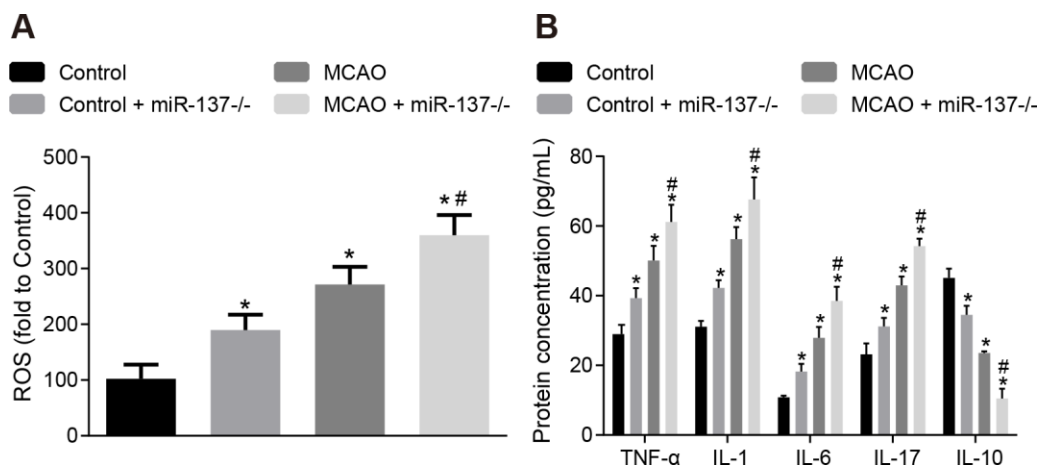 A
Control
MCAO
Control + miR-137-/-
MCAO + miR-137-/-
ROS (fold to Control)
500
400
300
200
100
0
*
*
* #
B
Control
MCAO
Control + miR-137-/-
MCAO + miR-137-/-
Protein concentration (pg/mL)
80
60
40
20
0
*
*
#
*
*
*
#
*
*
*
#
*
*
*
#
*
*
*
#
*
TNF-α IL-1 IL-6 IL-17 IL-10